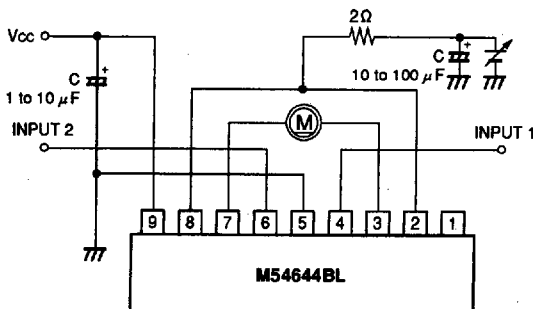 2Ω
Vcc
C
+
1 to 10 μF
C
+
10 to 100 μF
INPUT 2
M
INPUT 1
9 8 7 6 5 4 3 2 1
M54644BL